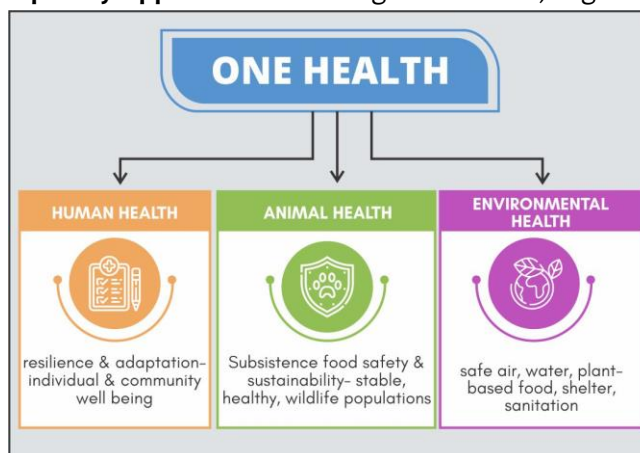 ONE HEALTH
HUMAN HEALTH
resilience & adaptation-
individual & community
well being
ANIMAL HEALTH
Subsistence food safety &
sustainability- stable,
healthy, wildlife populations
ENVIRONMENTAL
HEALTH
safe air, water, plant-
based food, shelter,
sanitation